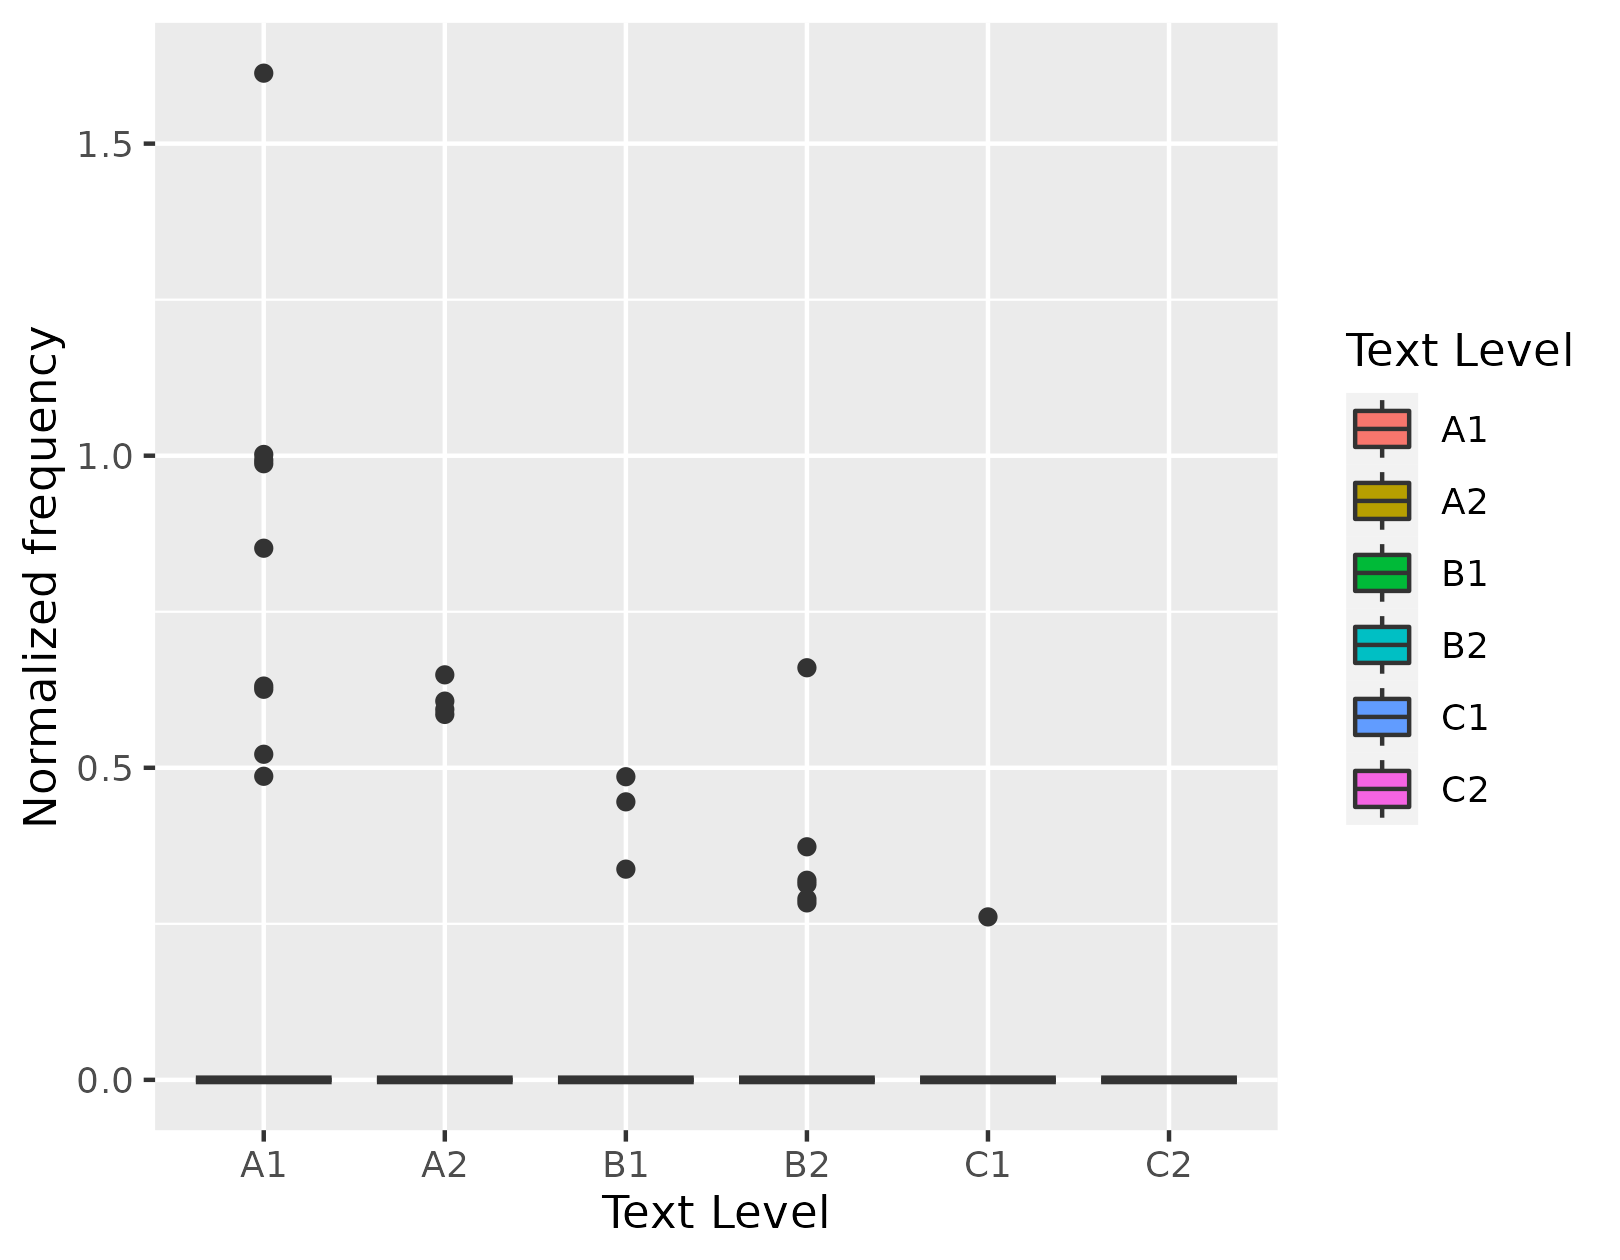 Normalized frequency
1.5
1.0
0.5
0.0
A1 A2 B1 B2 C1 C2
Text Level
Text Level
A1
A2
B1
B2
C1
C2